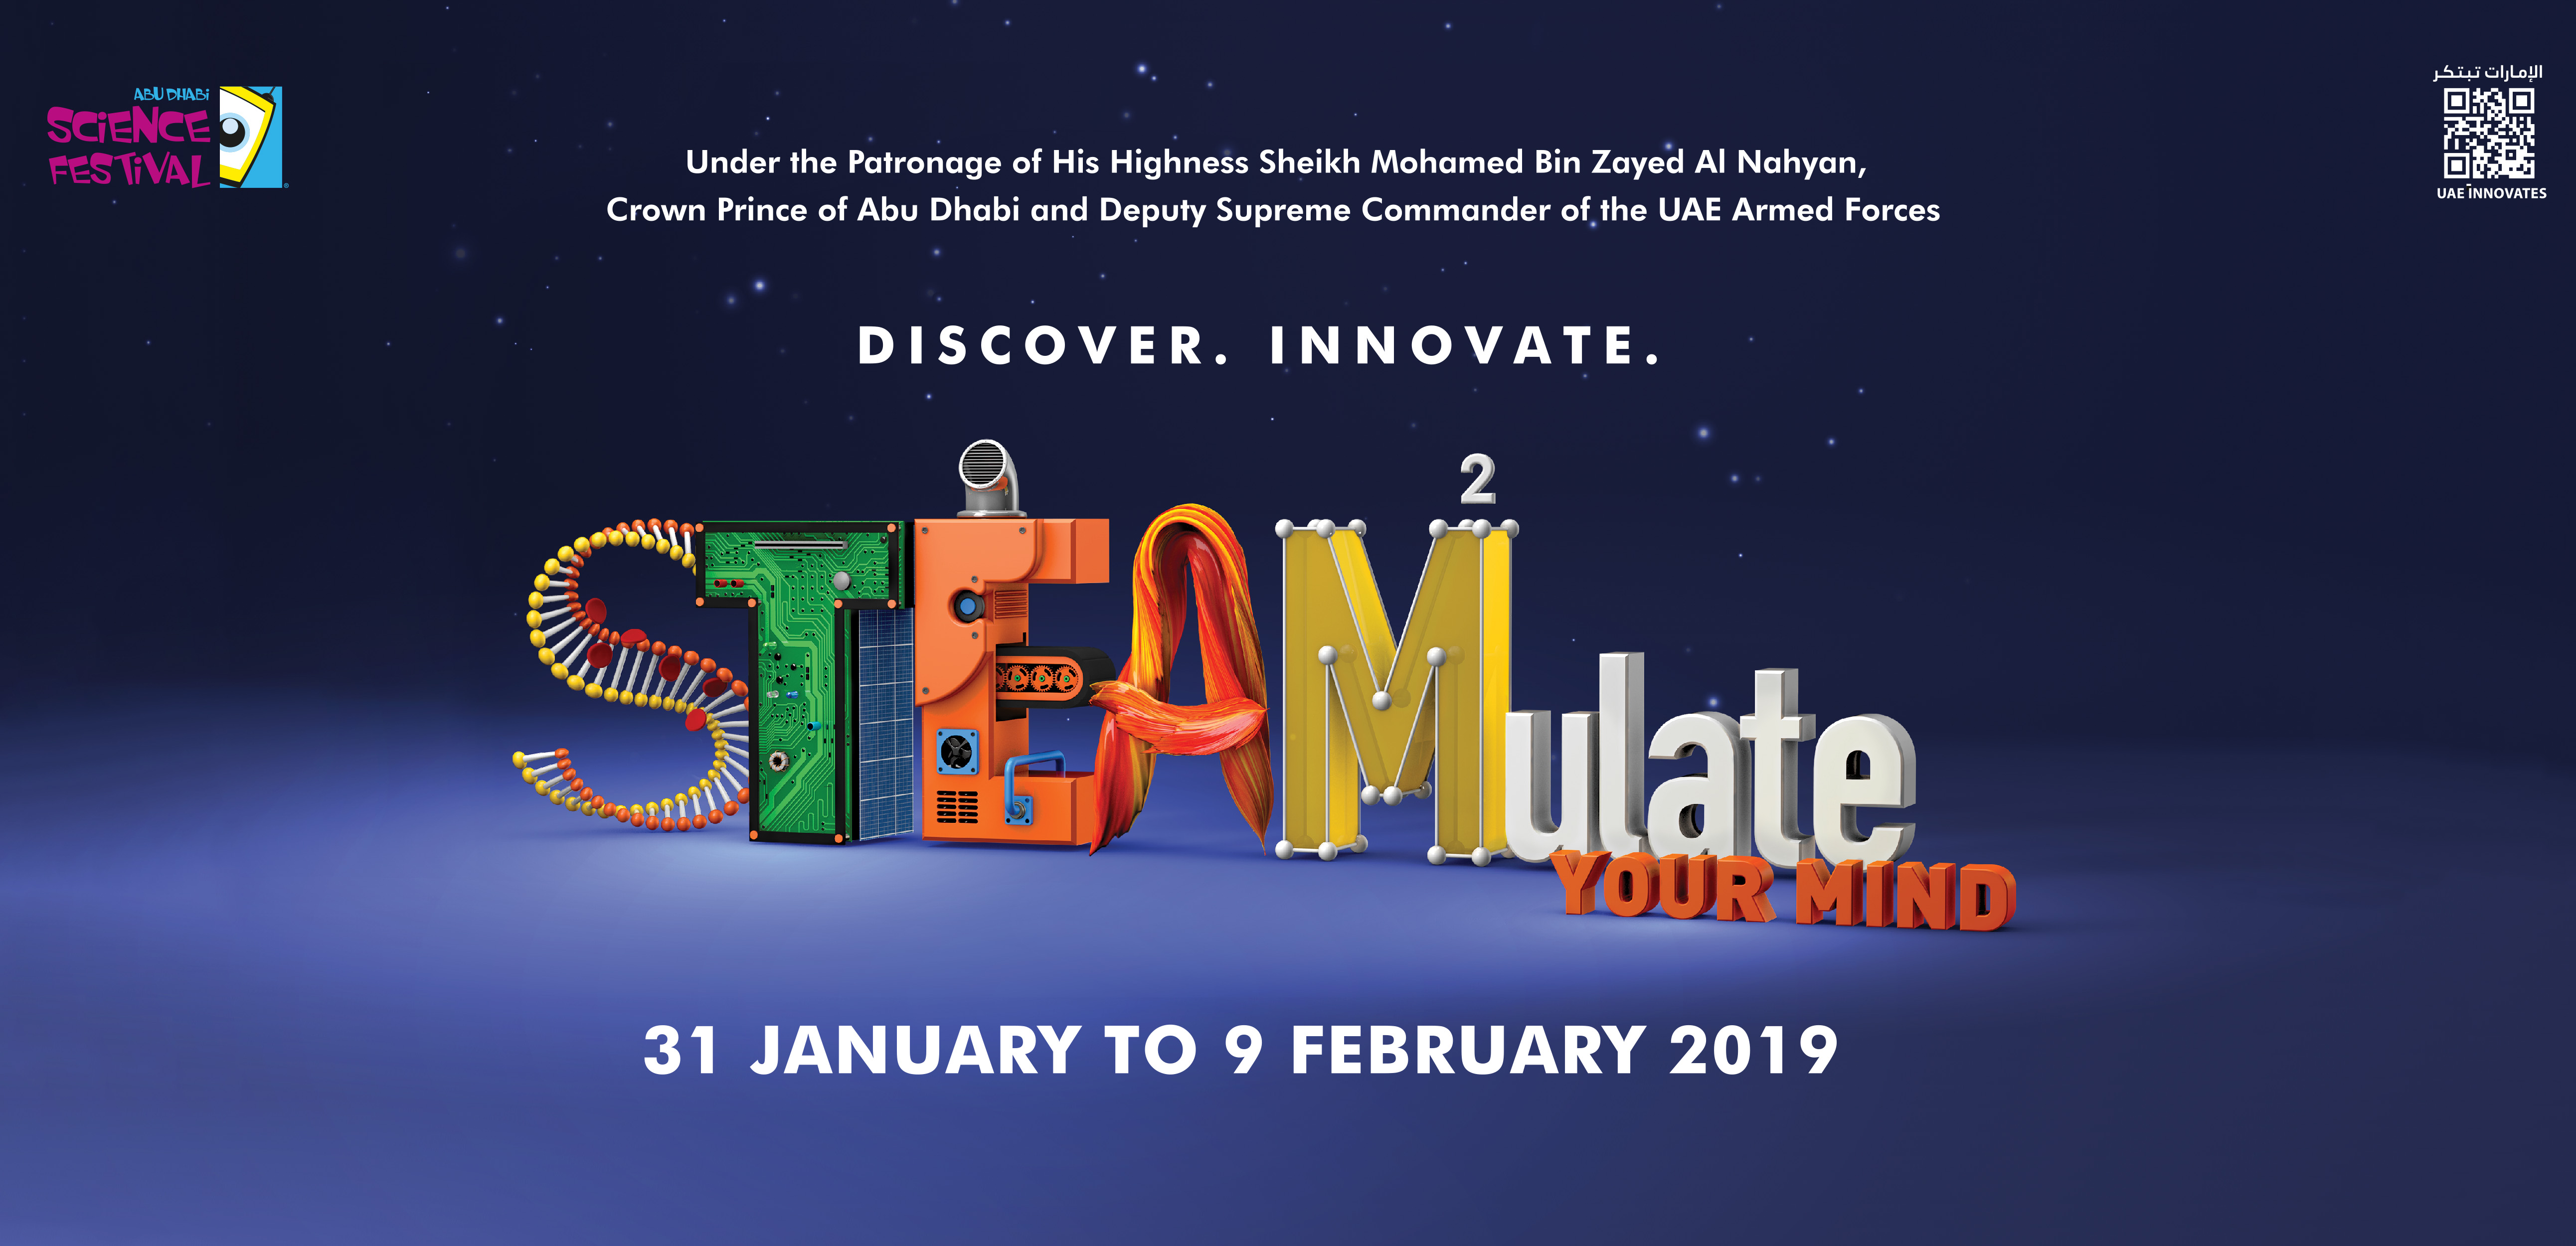 ABU DHABi
SCiENCE
FESTiVAL
الإمارات تبتكر
UAE INNOVATES
Under the Patronage of His Highness Sheikh Mohamed Bin Zayed Al Nahyan,
Crown Prince of Abu Dhabi and Deputy Supreme Commander of the UAE Armed Forces
DISCOVER. INNOVATE.
STEAM²ulate
YOUR MIND
31 JANUARY TO 9 FEBRUARY 2019